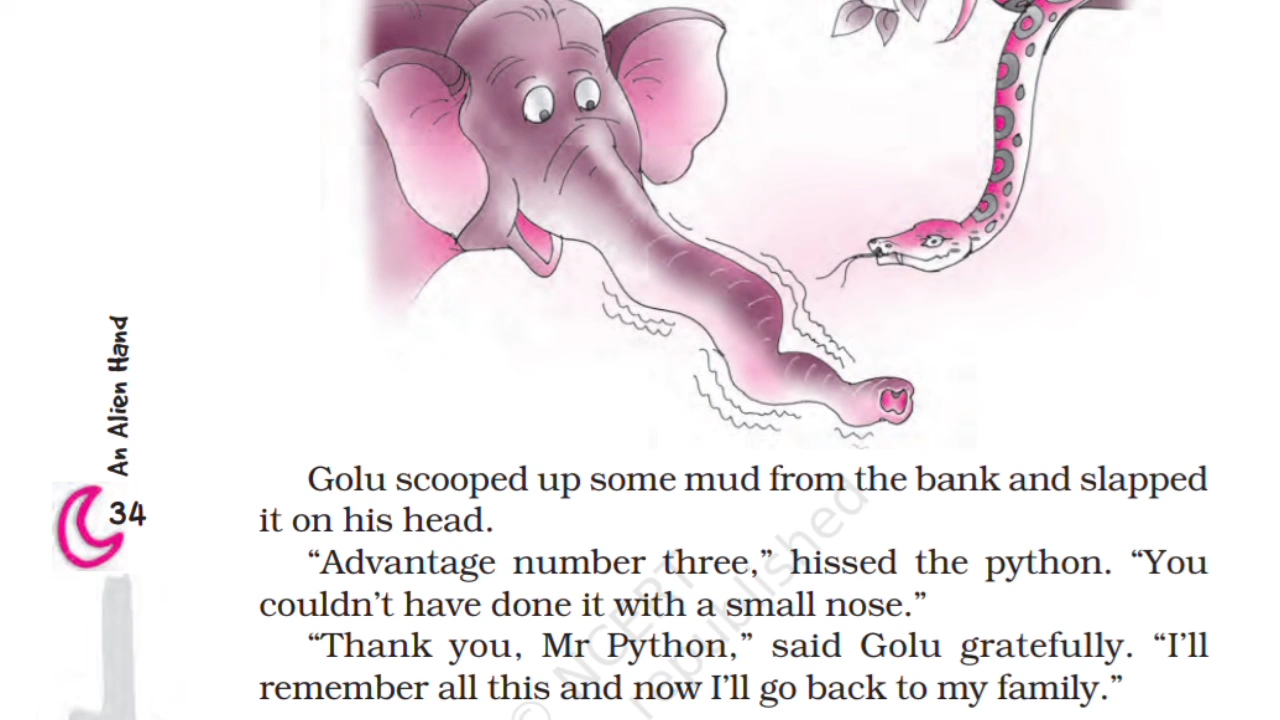 An Alien Hand
34
Golu scooped up some mud from the bank and slapped
it on his head.
“Advantage number three,” hissed the python. “You
couldn’t have done it with a small nose.”
“Thank you, Mr Python,” said Golu gratefully. “I’ll
remember all this and now I’ll go back to my family.”
© NCERT
republished